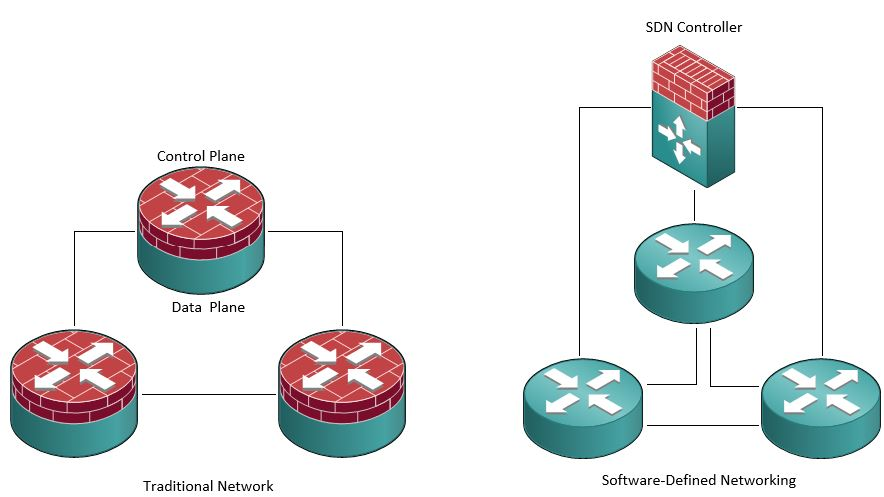 SDN Controller
Control Plane
Data Plane
Traditional Network
Software-Defined Networking